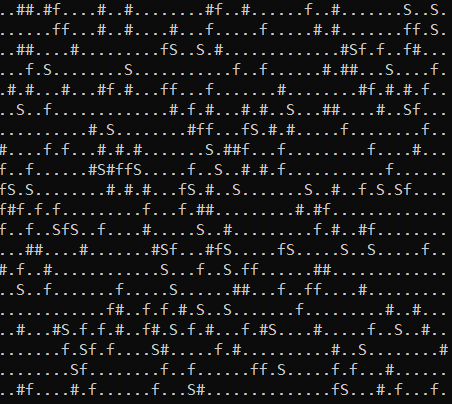 ..##.#f....#..#........#f..#......f..#.......S..S.
......ff...#..#....#...f.....f.....#.#.......ff.S.
..##....#.........fS..S.#.............#Sf.f..f#...
...f.S........S...........f..f......#.##...S....f.
.#.#...#...#f.#...ff...f.......#........#f.#.#.f..
..S..f.............#.f.#...#.#..S...##....#..Sf...
..........#.S........#ff...fS.#.#.....f........f..
#....f.f...#.#.#.......S.##f...f.........f....#...
f..f......#S#ffS.....f..S..#.#.f...........f......
fS.S........#.#.#...fS.#..S.......S..#..f.S.Sf....
f#f.f.f.........f...f.##.........#.#f.............
f..f..SfS..f....#.....S..#.........f.#..#f........
...##....#.......#Sf...#fS.....fS.....S..S.....f..
#.f..#............S...f..S.ff......##.............
..S..f.......f.....S......##...f..ff....#.........
............f#..f.f.#.S..S.......f.........#..#...
..#...#S.f.f.#..f#.S.f.#...f.#S....#.....f..S..#..
.......f.Sf.f....S#.....f.#..........#..S........#
........Sf........f..f......ff.S.....f.f...#......
..#f....#.f......f...S#..............fS...#.f...f.